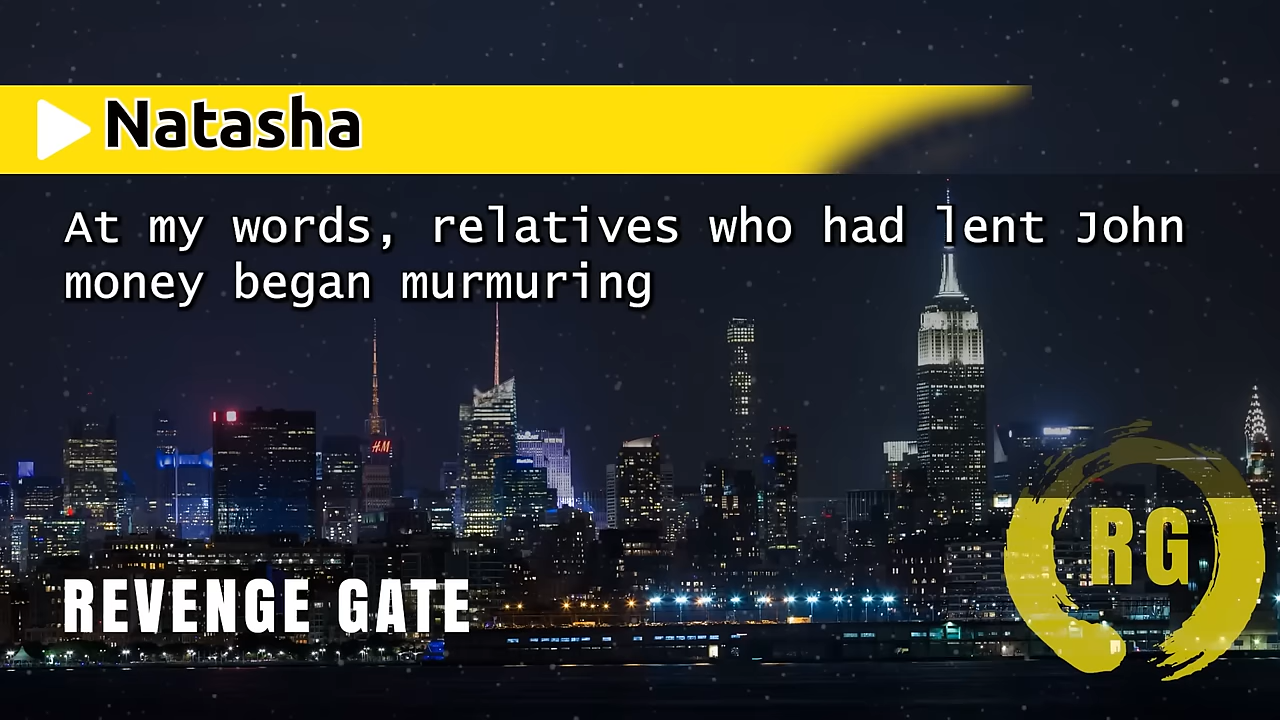 Natasha
At my words, relatives who had lent John
money began murmuring
H&M
RG
REVENGE GATE